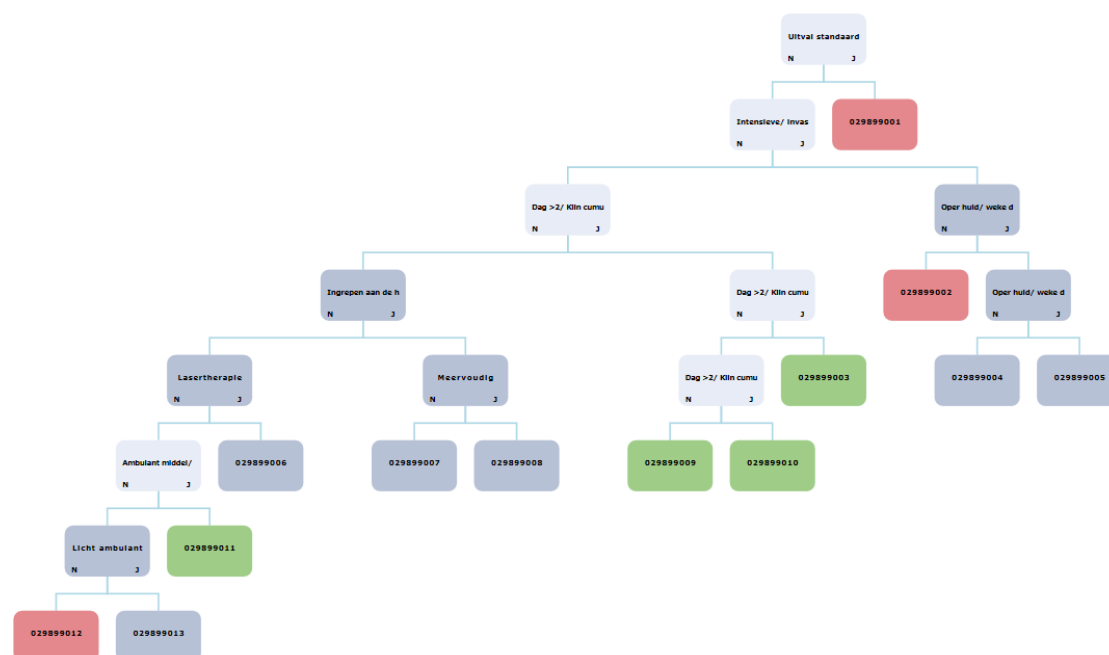 Uitval standaard
N J
Intensieve/ invas
N J
029899001
Dag >2/ Klin cumu
N J
Oper huid/ weke d
N J
Ingrepen aan de h
N J
Dag >2/ Klin cumu
N J
029899002
Oper huid/ weke d
N J
Lasertherapie
N J
Meervoudig
N J
Dag >2/ Klin cumu
N J
029899003
029899004
029899005
Ambulant middel/
N J
029899006
029899007
029899008
029899009
029899010
Licht ambulant
N J
029899011
029899012
029899013